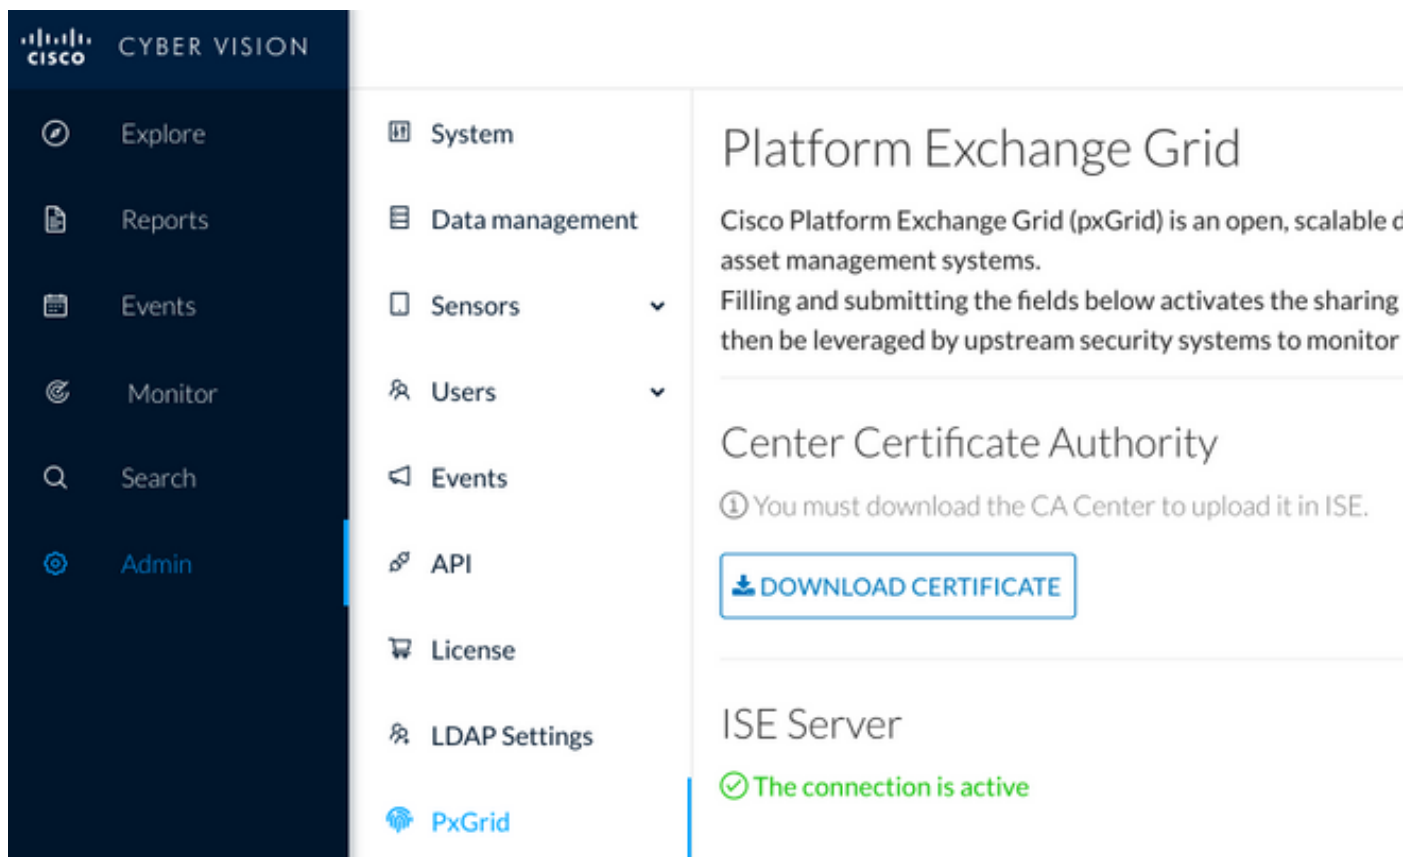 CISCO CYBER VISION
Explore
Reports
Events
Monitor
Search
Admin
System
Data management
Sensors
Users
Events
API
License
LDAP Settings
PxGrid
Platform Exchange Grid
Cisco Platform Exchange Grid (pxGrid) is an open, scalable
asset management systems.
Filling and submitting the fields below activates the sharing
then be leveraged by upstream security systems to monitor
Center Certificate Authority
You must download the CA Center to upload it in ISE.
DOWNLOAD CERTIFICATE
ISE Server
The connection is active